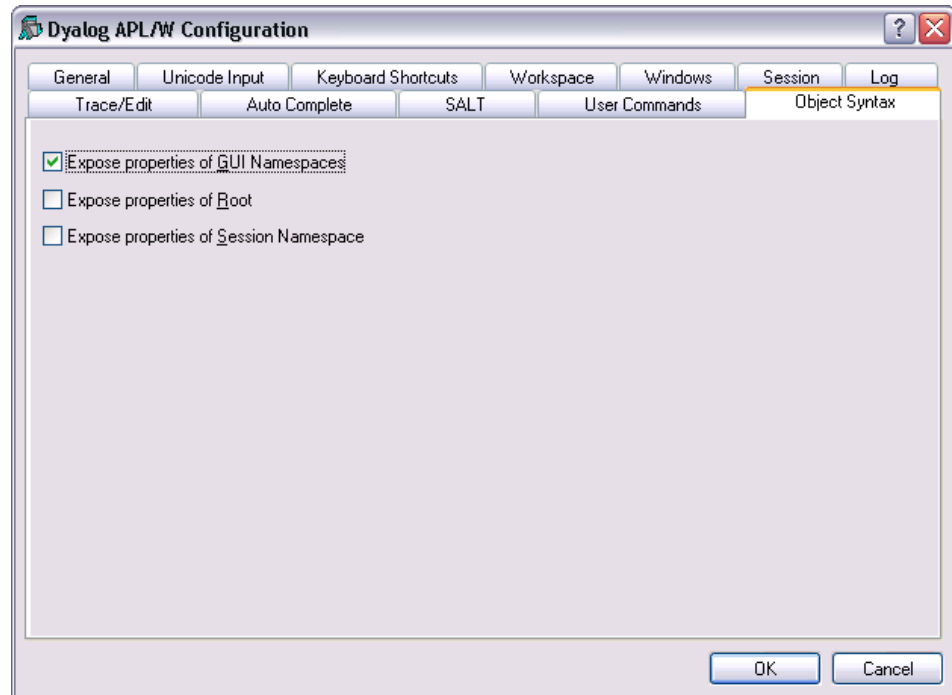 Dyalog APL/W Configuration
?
General Unicode Input Keyboard Shortcuts Workspace Windows Session Log
Trace/Edit Auto Complete SALT User Commands Object Syntax
Expose properties of GUI Namespaces
Expose properties of Root
Expose properties of Session Namespace
OK Cancel